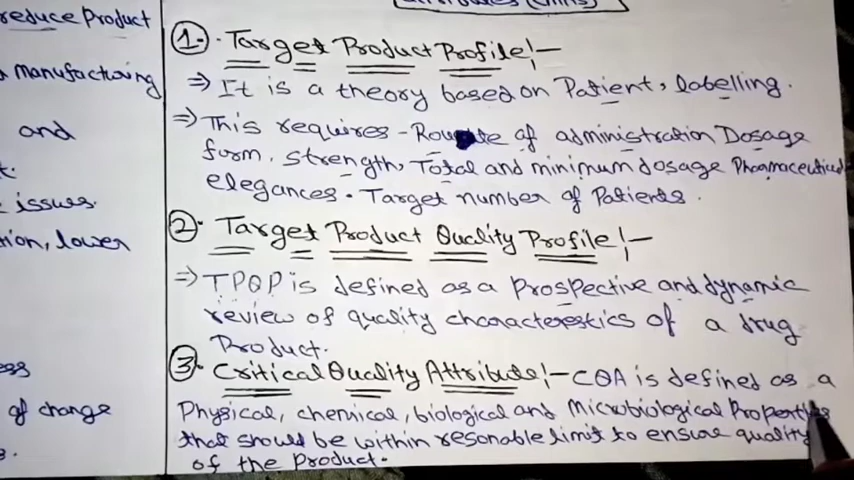 reduce Product
manufacturing
and
issues.
tion, lower
ess
of change
Attributes (CQAs)
1. Target Product Profile:-
⇒ It is a theory based on Patient, labelling.
⇒ This requires - Route of administration Dosage
form. strength, Total and minimum dosage Pharmaceutical
elegances. Target number of Patients.
2. Target Product Quality Profile:-
⇒ TPQP is defined as a Prospective and dynamic
review of quality characterestics of a drug
Product.
3. Critical Quality Attribute:- CQA is defined as a
Physical, chemical, biological and Microbiological Properties
that should be within resonable limit to ensure quality
of the Product.